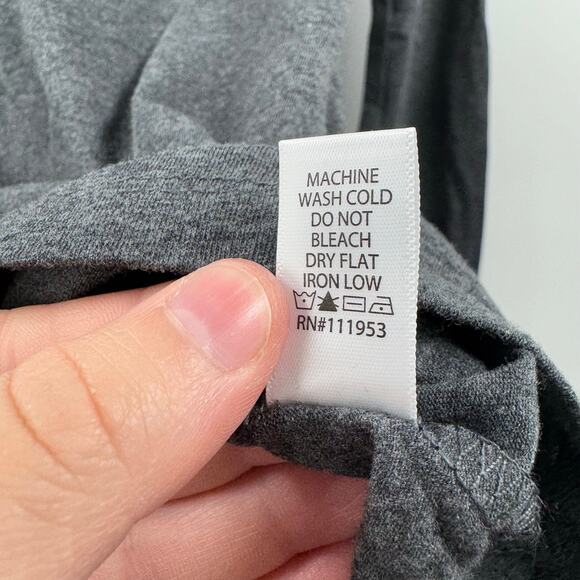 MACHINE
WASH COLD
DO NOT
BLEACH
DRY FLAT
IRON LOW
RN#111953